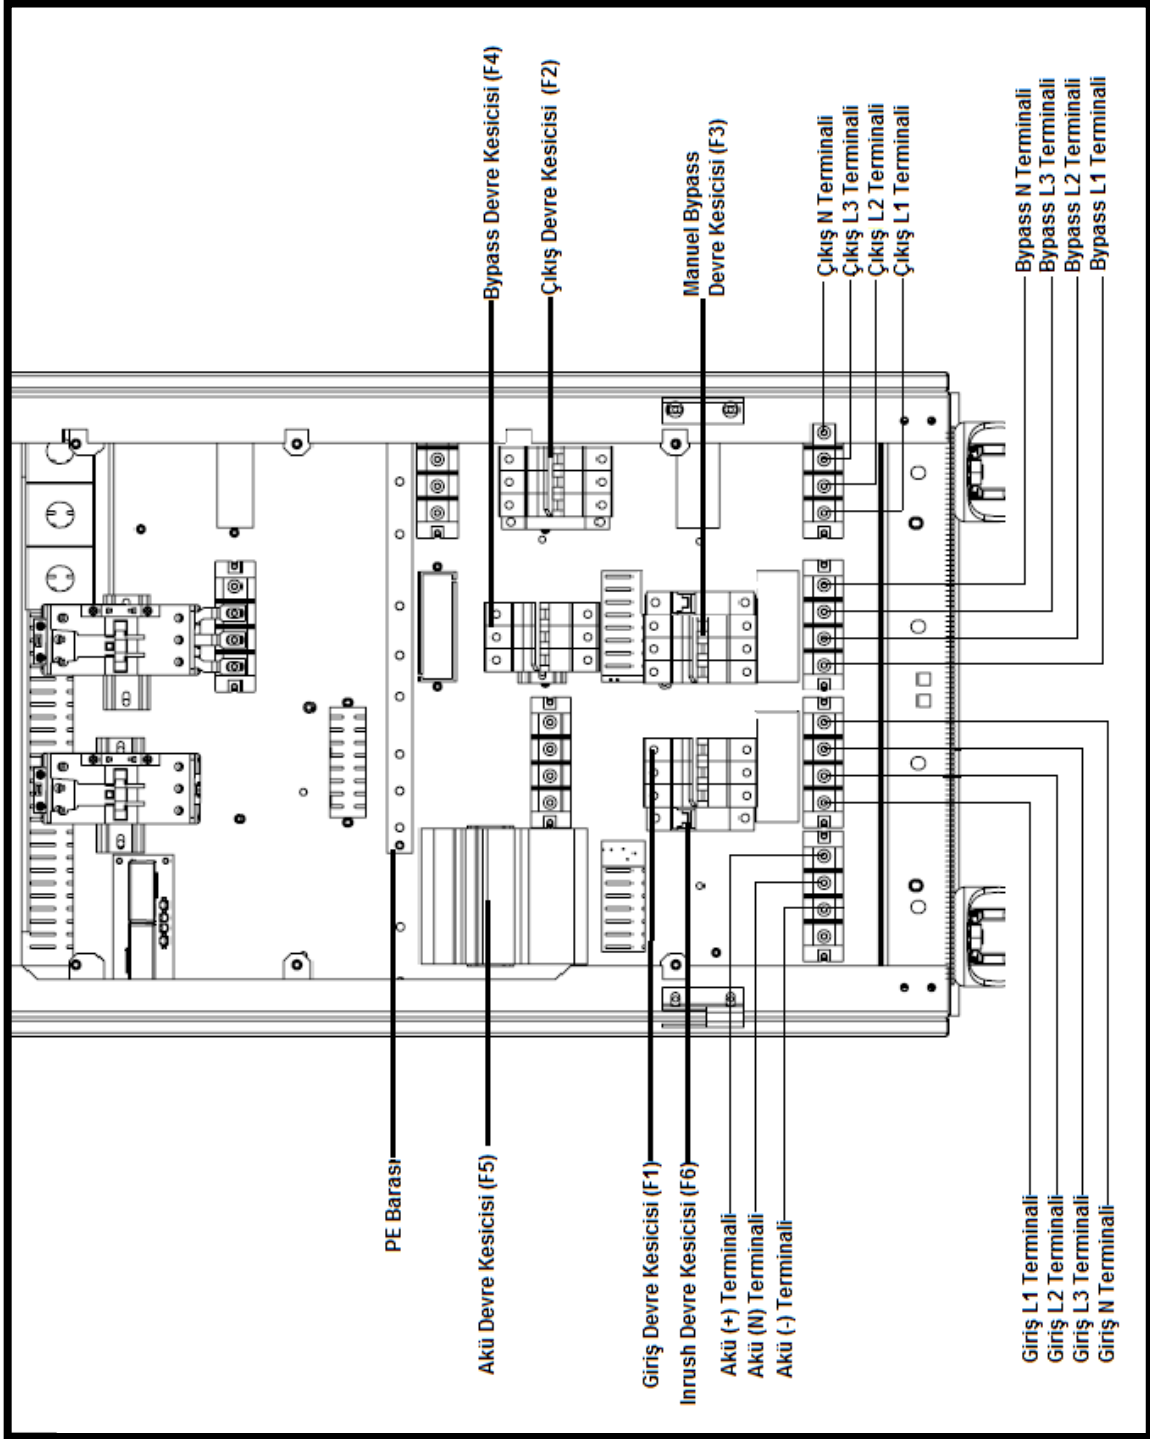 Bypass Devre Kesicisi (F4)
Çıkış Devre Kesicisi (F2)
Manuel Bypass
Devre Kesicisi (F3)
Çıkış N Terminali
Çıkış L3 Terminali
Çıkış L2 Terminali
Çıkış L1 Terminali
Bypass N Terminali
Bypass L3 Terminali
Bypass L2 Terminali
Bypass L1 Terminali
PE Barası
Akü Devre Kesicisi (F5)
Giriş Devre Kesicisi (F1)
Inrush Devre Kesicisi (F6)
Akü (+) Terminali
Akü (N) Terminali
Akü (-) Terminali
Giriş L1 Terminali
Giriş L2 Terminali
Giriş L3 Terminali
Giriş N Terminali